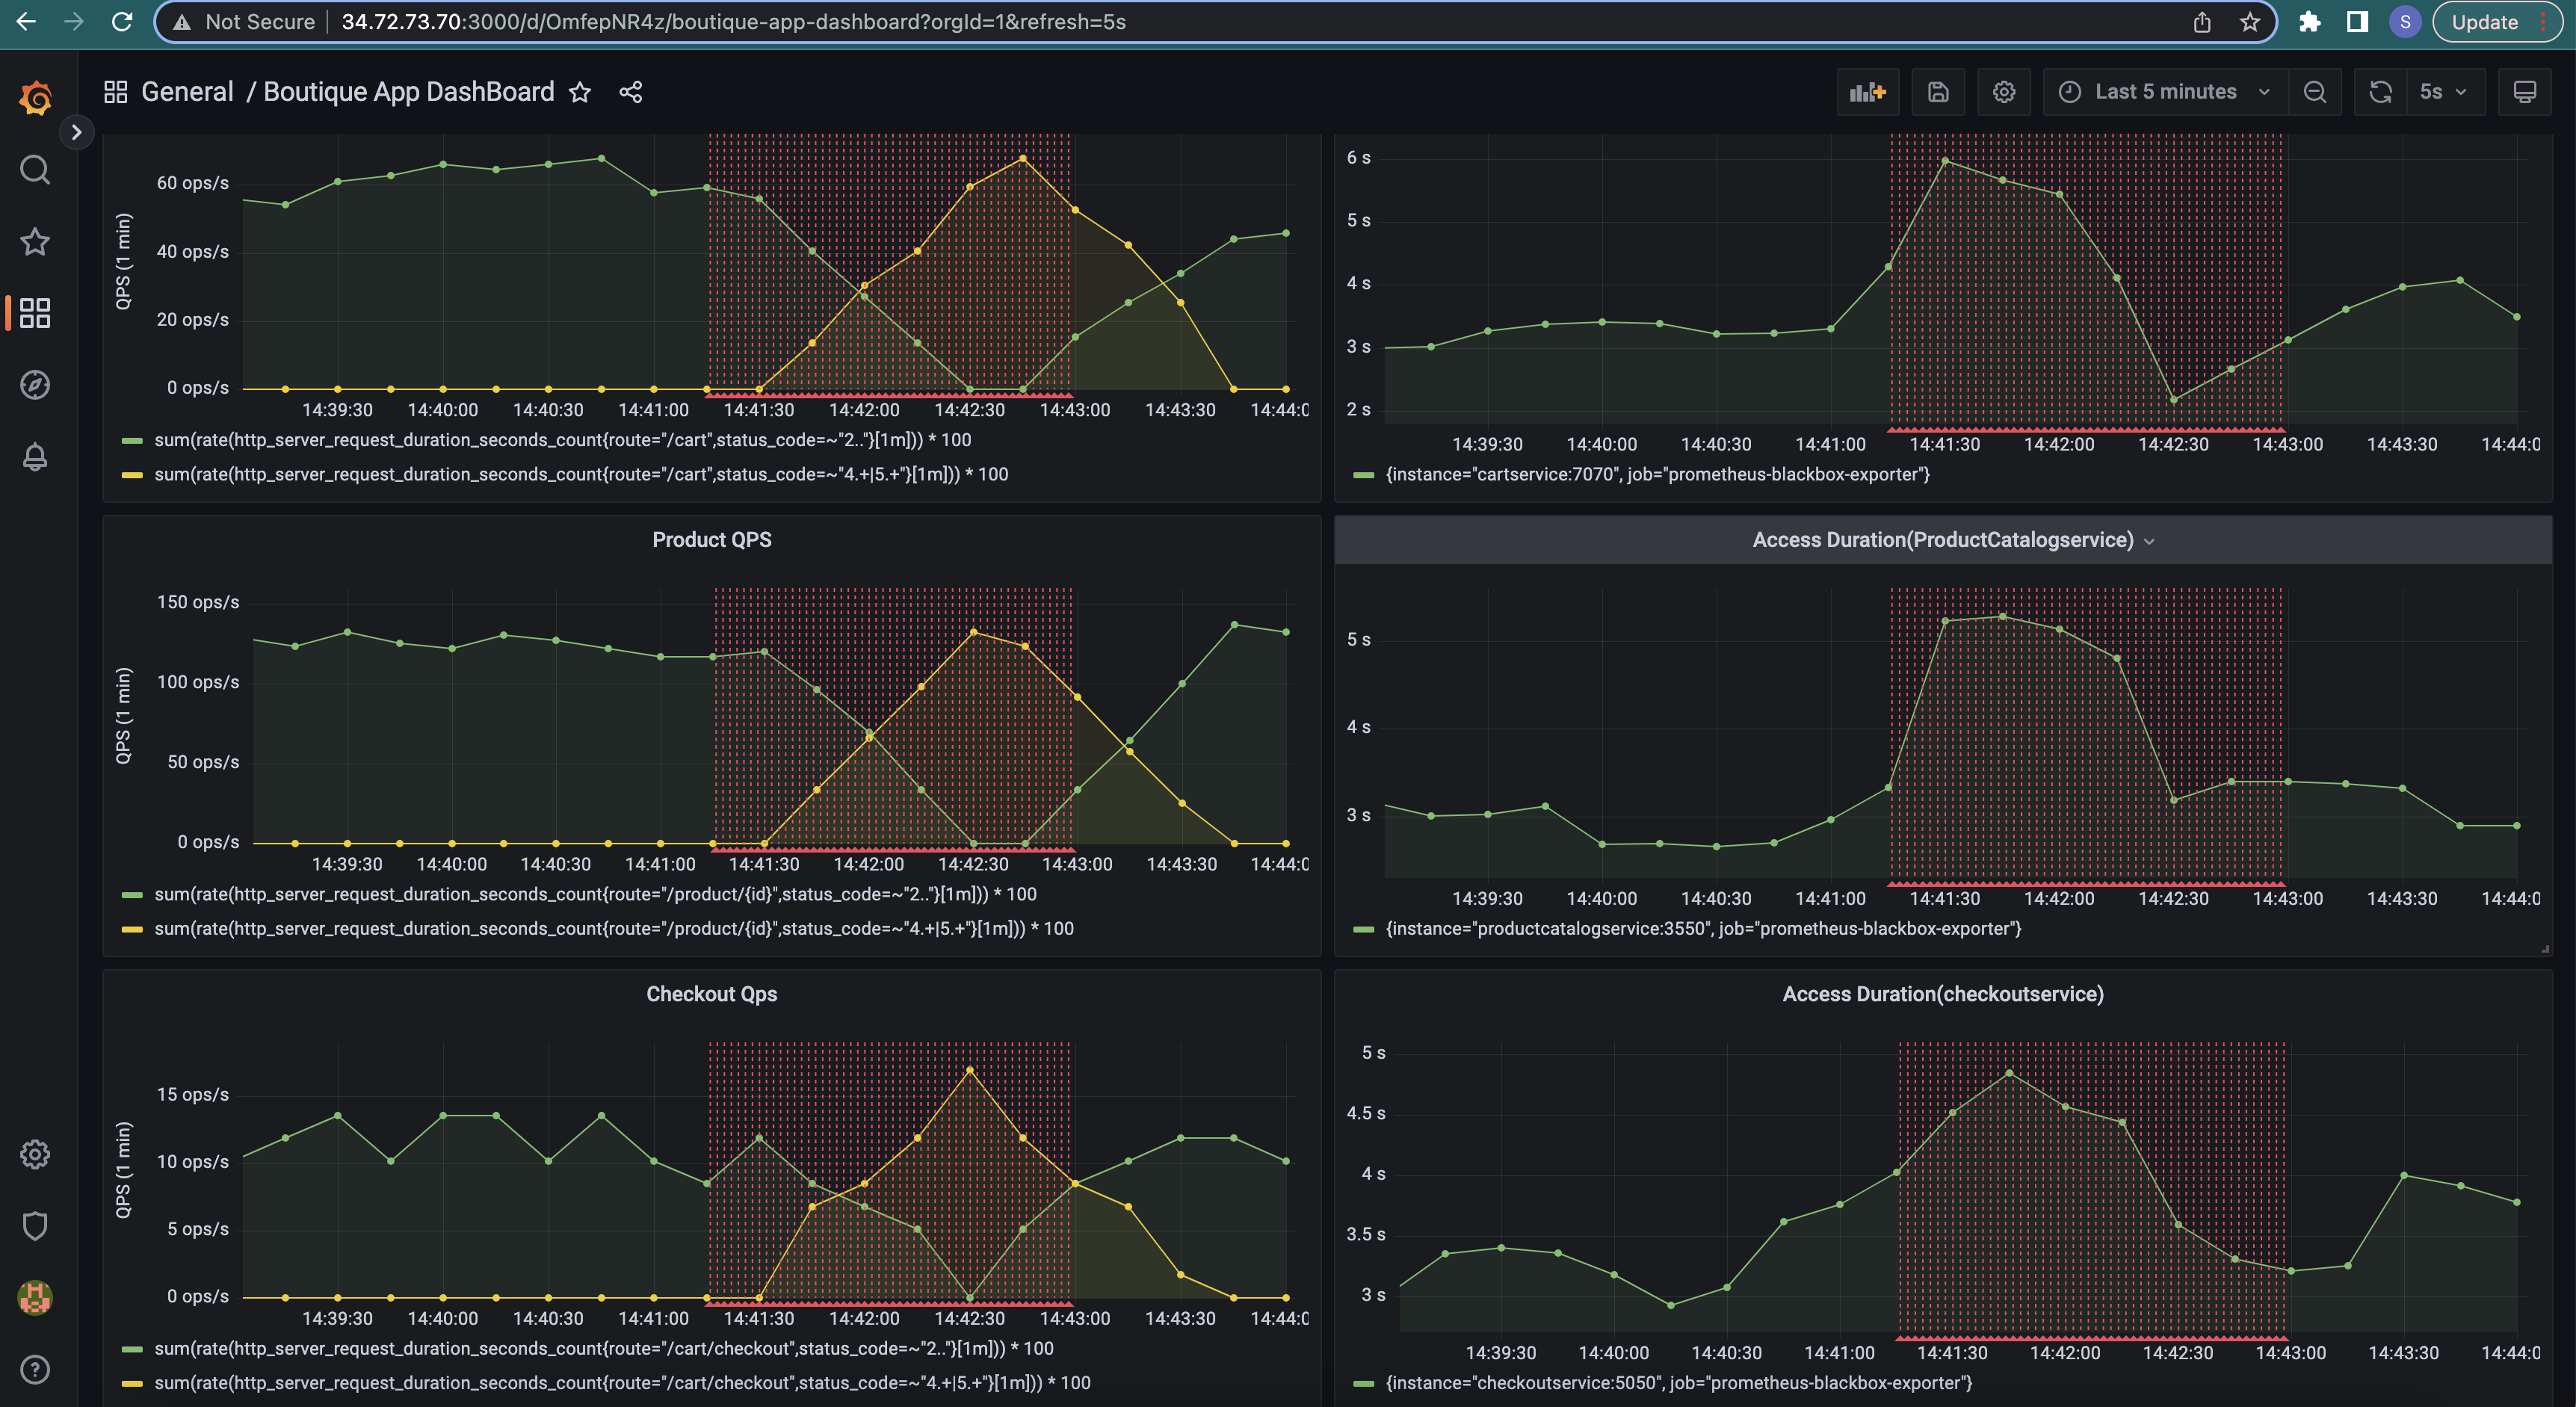 Not Secure 34.72.73.70:3000/d/OmfepNR4z/boutique-app-dashboard?orgId=1&refresh=5s S Update
General / Boutique App DashBoard Last 5 minutes 5s
60 ops/s
40 ops/s
20 ops/s
0 ops/s
QPS (1 min)
14:39:30 14:40:00 14:40:30 14:41:00 14:41:30 14:42:00 14:42:30 14:43:00 14:43:30 14:44:0
sum(rate(http_server_request_duration_seconds_count{route="/cart",status_code=~"2.."}[1m])) * 100
sum(rate(http_server_request_duration_seconds_count{route="/cart",status_code=~"4.+|5.+"}[1m])) * 100
6 s
5 s
4 s
3 s
2 s
14:39:30 14:40:00 14:40:30 14:41:00 14:41:30 14:42:00 14:42:30 14:43:00 14:43:30 14:44:0
{instance="cartservice:7070", job="prometheus-blackbox-exporter"}
Product QPS
150 ops/s
100 ops/s
50 ops/s
0 ops/s
QPS (1 min)
14:39:30 14:40:00 14:40:30 14:41:00 14:41:30 14:42:00 14:42:30 14:43:00 14:43:30 14:44:0
sum(rate(http_server_request_duration_seconds_count{route="/product/{id}",status_code=~"2.."}[1m])) * 100
sum(rate(http_server_request_duration_seconds_count{route="/product/{id}",status_code=~"4.+|5.+"}[1m])) * 100
Access Duration(ProductCatalogservice)
5 s
4 s
3 s
14:39:30 14:40:00 14:40:30 14:41:00 14:41:30 14:42:00 14:42:30 14:43:00 14:43:30 14:44:0
{instance="productcatalogservice:3550", job="prometheus-blackbox-exporter"}
Checkout Qps
15 ops/s
10 ops/s
5 ops/s
0 ops/s
QPS (1 min)
14:39:30 14:40:00 14:40:30 14:41:00 14:41:30 14:42:00 14:42:30 14:43:00 14:43:30 14:44:0
sum(rate(http_server_request_duration_seconds_count{route="/cart/checkout",status_code=~"2.."}[1m])) * 100
sum(rate(http_server_request_duration_seconds_count{route="/cart/checkout",status_code=~"4.+|5.+"}[1m])) * 100
Access Duration(checkoutservice)
5 s
4.5 s
4 s
3.5 s
3 s
14:39:30 14:40:00 14:40:30 14:41:00 14:41:30 14:42:00 14:42:30 14:43:00 14:43:30 14:44:0
{instance="checkoutservice:5050", job="prometheus-blackbox-exporter"}